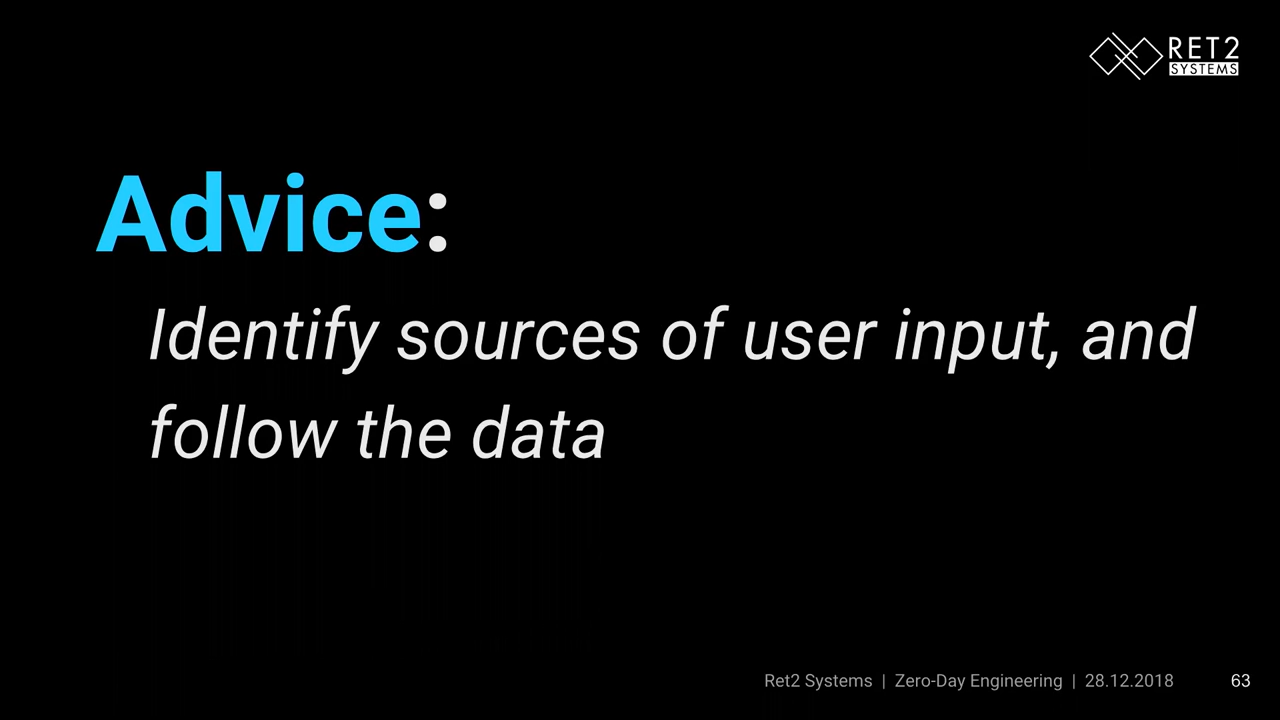 RET2
SYSTEMS
Advice:
Identify sources of user input, and
follow the data
Ret2 Systems | Zero-Day Engineering | 28.12.2018 63